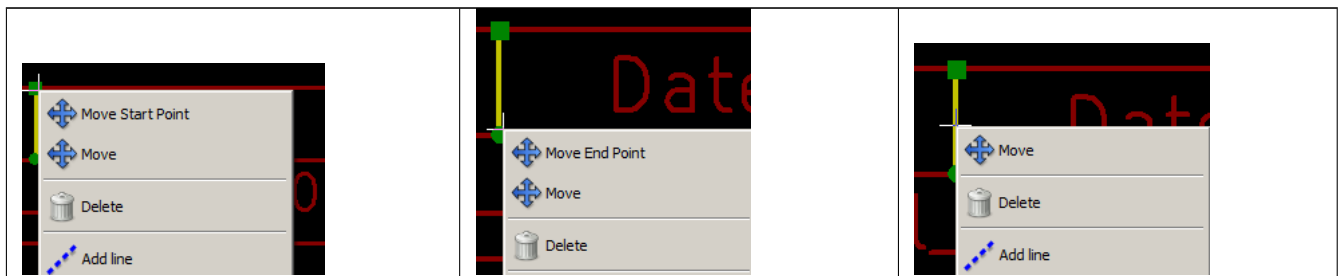 Move Start Point
Move
Delete
Add line
Date
Move End Point
Move
Delete
Move
Delete
Add line